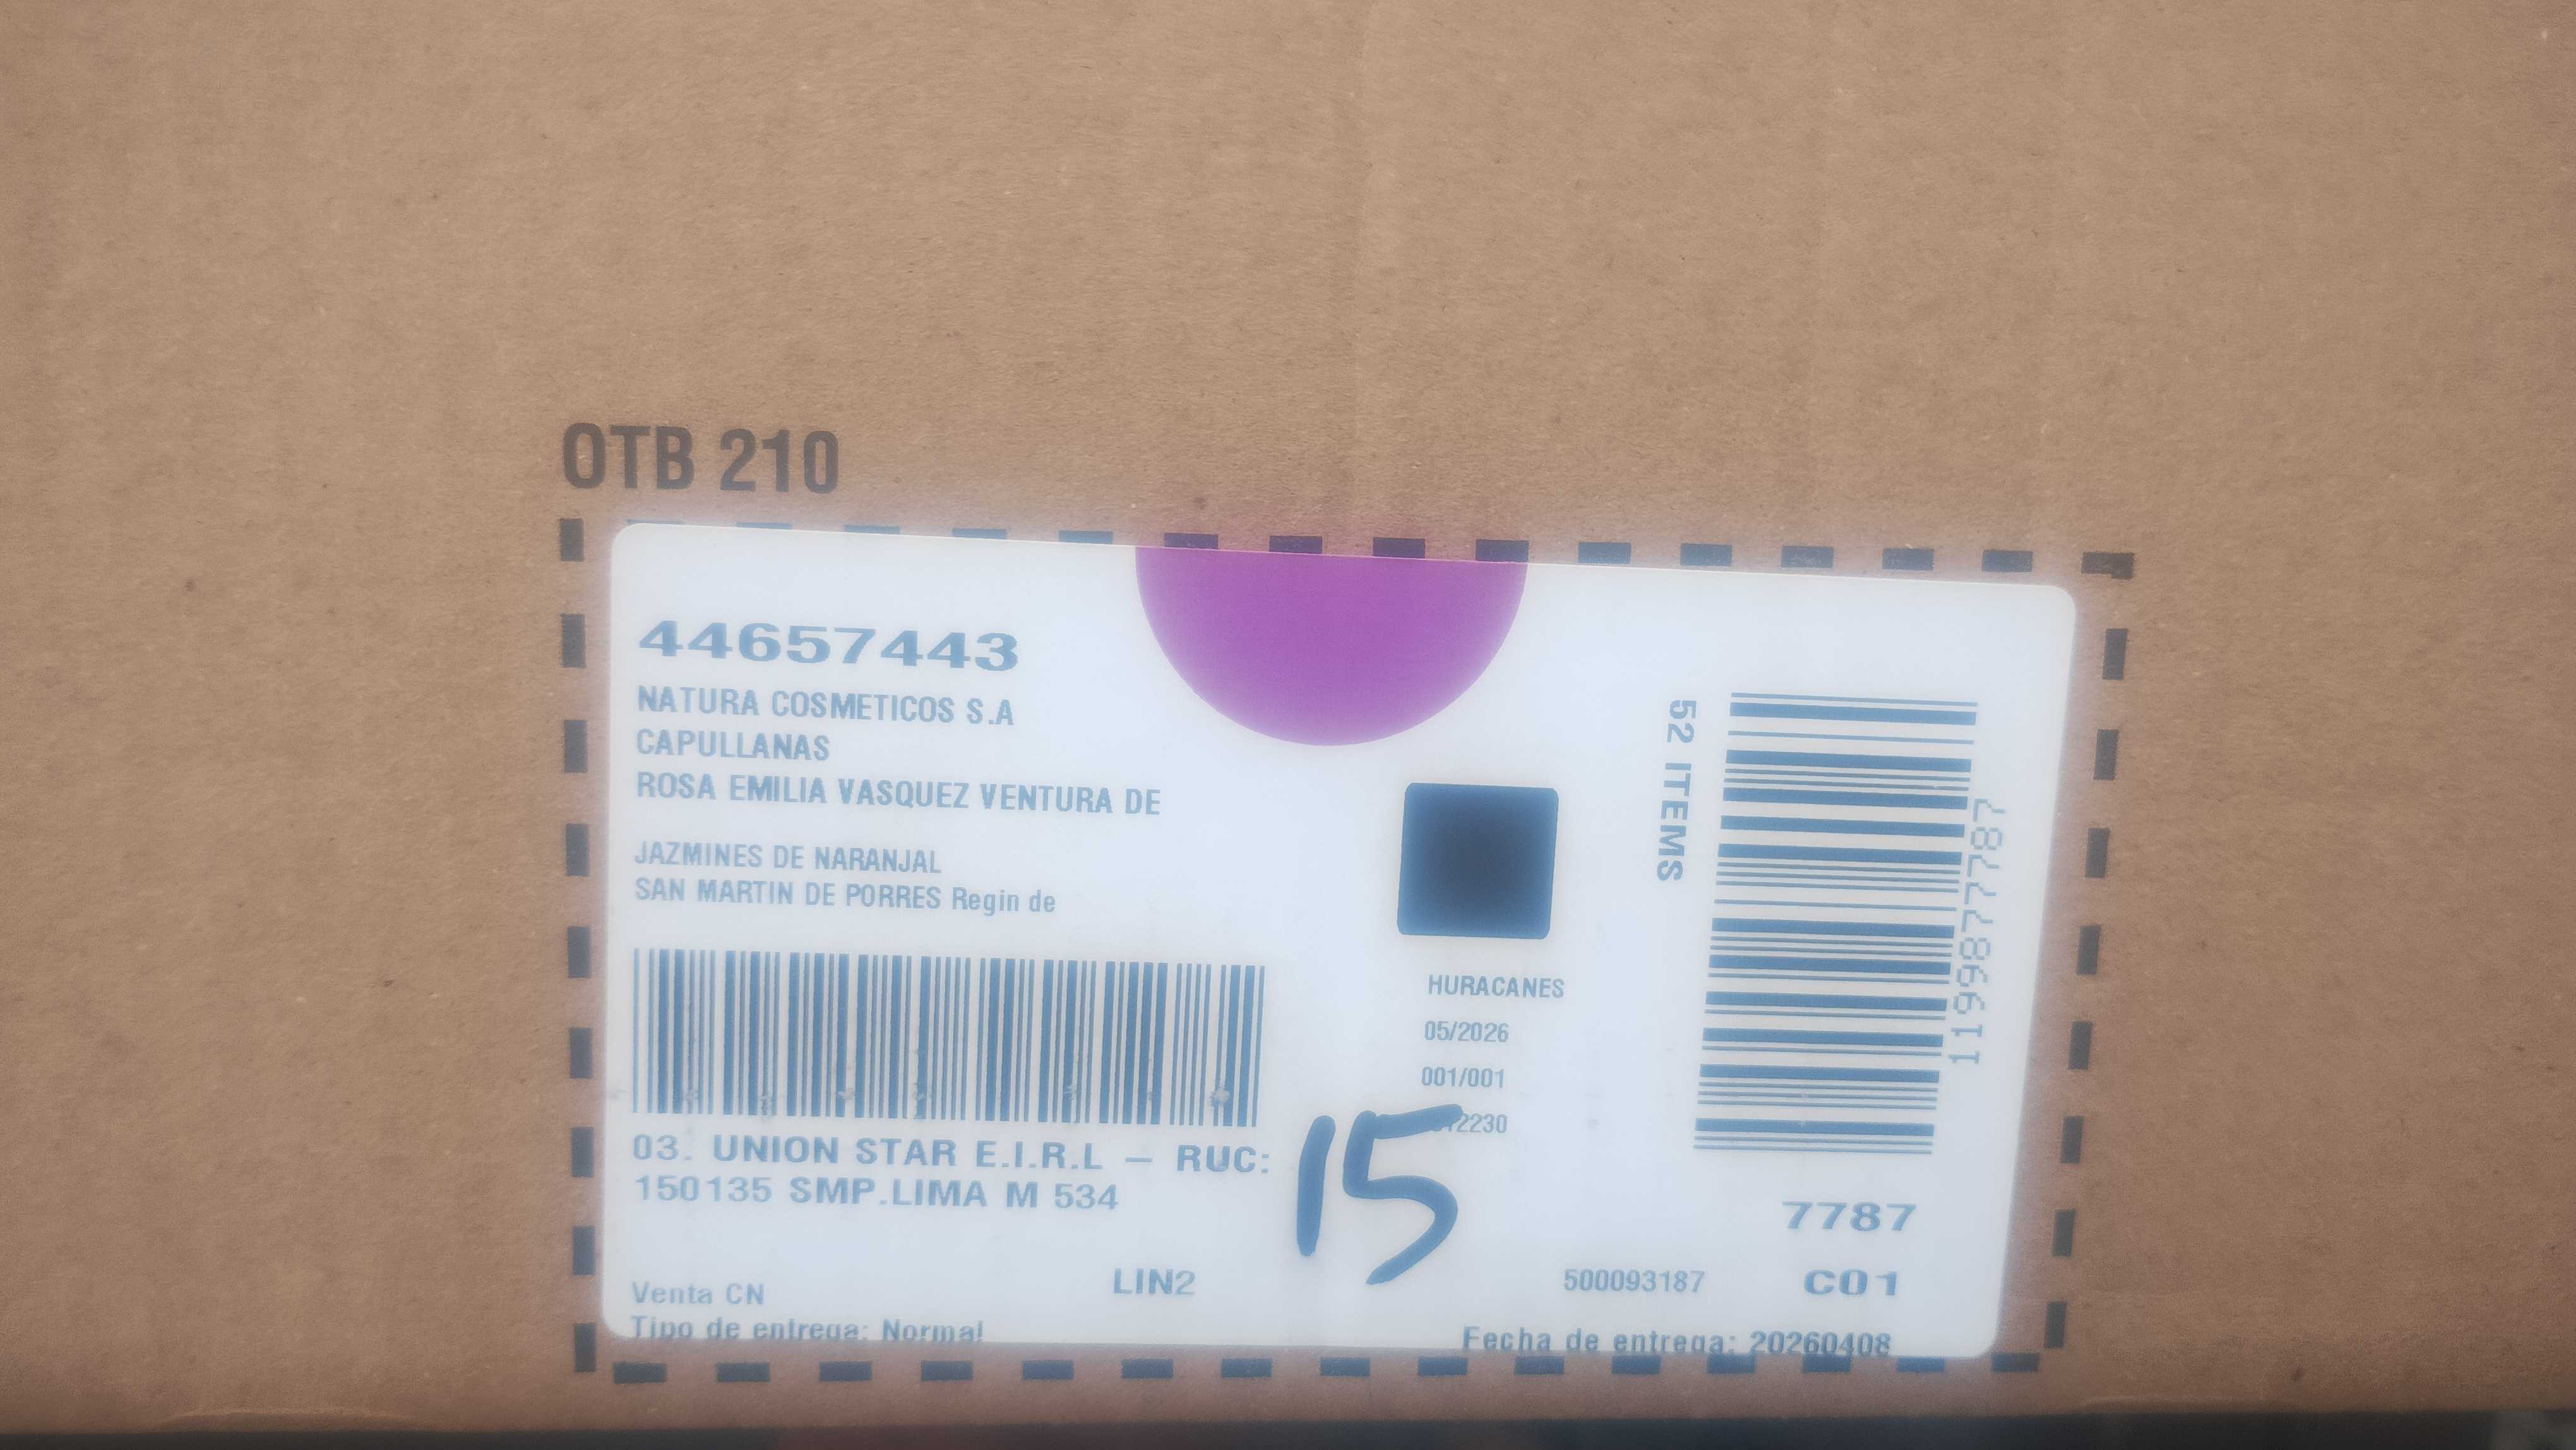 OTB 210
44657443
NATURA COSMETICOS S.A
CAPULLANAS
ROSA EMILIA VASQUEZ VENTURA DE
JAZMINES DE NARANJAL
SAN MARTIN DE PORRES Regin de
03. UNION STAR E.I.R.L – RUC:
150135 SMP.LIMA M 534
Venta CN
LIN2
Tipo de entrega: Normal
HURACANES
05/2026
001/001
2230
15
52 ITEMS
1199877787
7787
500093187
C01
Fecha de entrega: 20260408